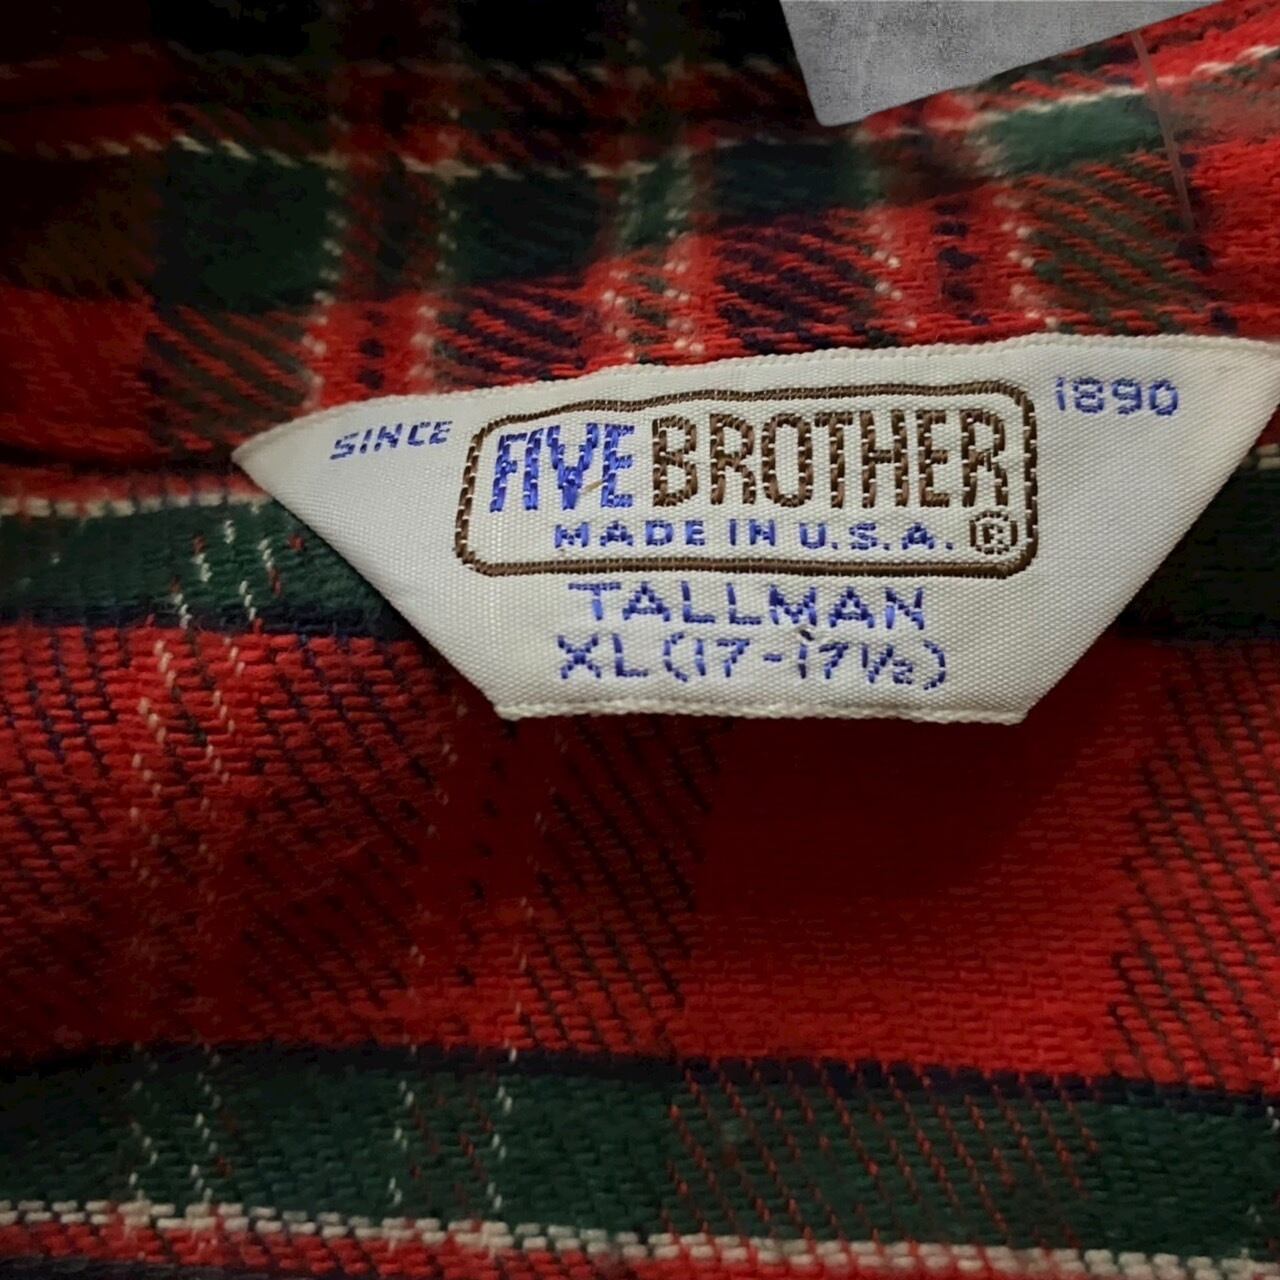 SINCE 1890
FIVE BROTHER
MADE IN U.S.A. ®
TALLMAN
XL (17-17½)